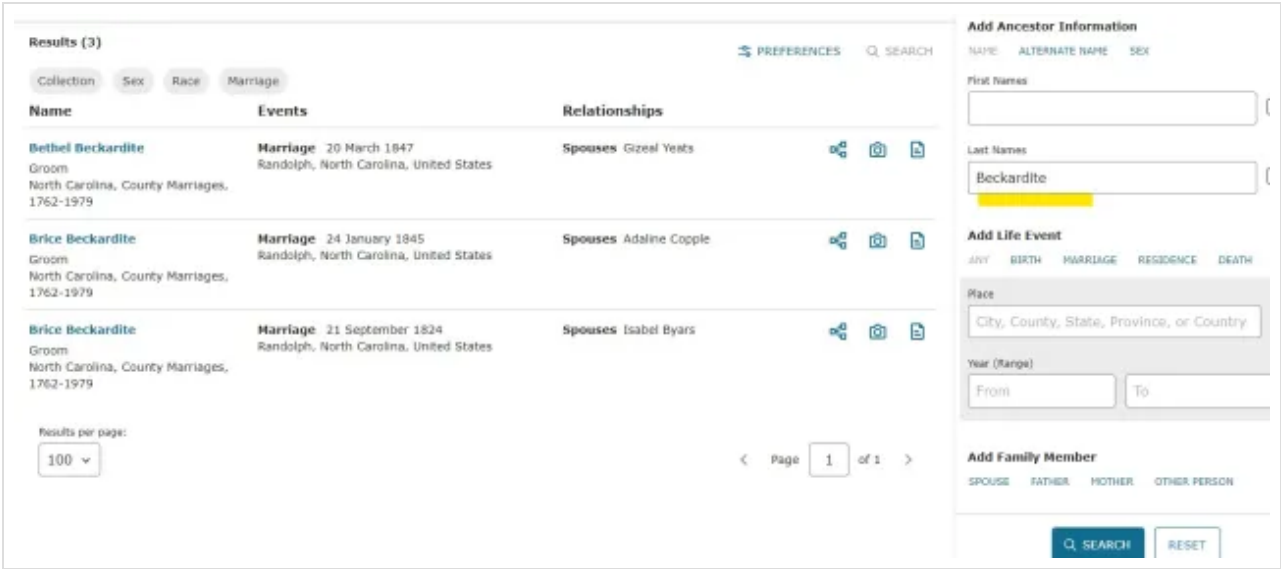 Results (3)
PREFERENCES
SEARCH
Collection
Sex
Race
Marriage
Name
Events
Relationships
Bethel Beckardite
Groom
North Carolina, County Marriages,
1762-1979
Marriage 20 March 1847
Randolph, North Carolina, United States
Spouses Gizeal Yeats
Brice Beckardite
Groom
North Carolina, County Marriages,
1762-1979
Marriage 24 January 1845
Randolph, North Carolina, United States
Spouses Adaline Copple
Brice Beckardite
Groom
North Carolina, County Marriages,
1762-1979
Marriage 21 September 1824
Randolph, North Carolina, United States
Spouses Isabel Byars
Results per page:
100
Page 1 of 1
Add Ancestor Information
NAME ALTERNATE NAME SEX
First Names
Last Names
Beckardite
Add Life Event
ANY BIRTH MARRIAGE RESIDENCE DEATH
Place
City, County, State, Province, or Country
Year (Range)
From
To
Add Family Member
SPOUSE FATHER MOTHER OTHER PERSON
SEARCH
RESET